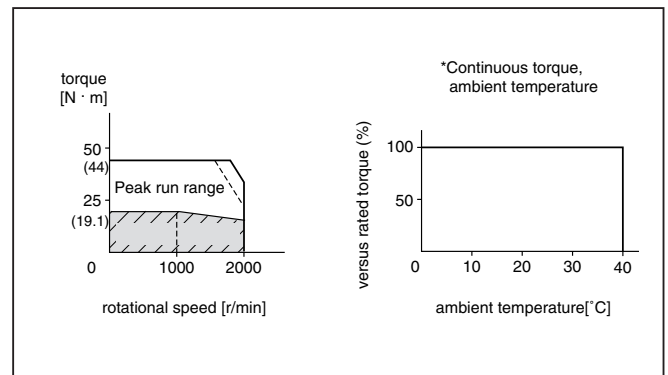 torque
[N · m]
50
(44)
Peak run range
25
(19.1)
0
1000
2000
rotational speed [r/min]
*Continuous torque,
ambient temperature
versus rated torque (%)
100
50
0
10
20
30
40
ambient temperature[˚C]